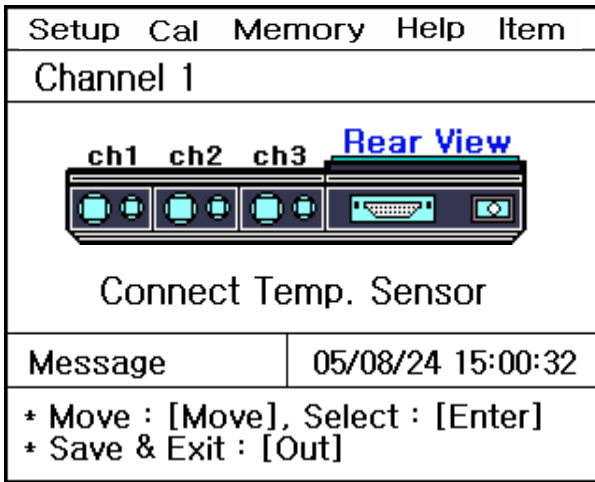 Setup Cal Memory Help Item
Channel 1
Rear View
ch1 ch2 ch3
Connect Temp. Sensor
Message 05/08/24 15:00:32
* Move : [Move], Select : [Enter]
* Save & Exit : [Out]